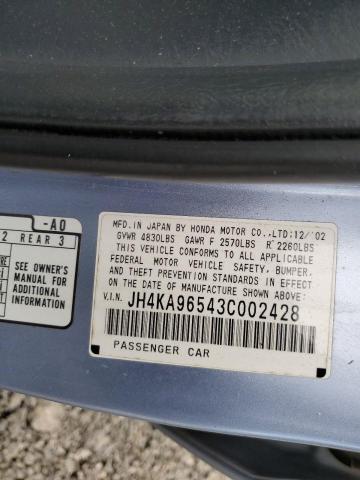 -A0
2 REAR 3
SEE OWNER'S
MANUAL FOR
ADDITIONAL
INFORMATION
MFD. IN JAPAN BY HONDA MOTOR CO.,LTD:12/'02
GVWR 4830LBS GAWR F 2570LBS R 2260LBS
THIS VEHICLE CONFORMS TO ALL APPLICABLE
FEDERAL MOTOR VEHICLE SAFETY, BUMPER,
AND THEFT PREVENTION STANDARDS IN EFFECT
ON THE DATE OF MANUFACTURE SHOWN ABOVE.
V.I.N. JH4KA96543C002428
PASSENGER CAR